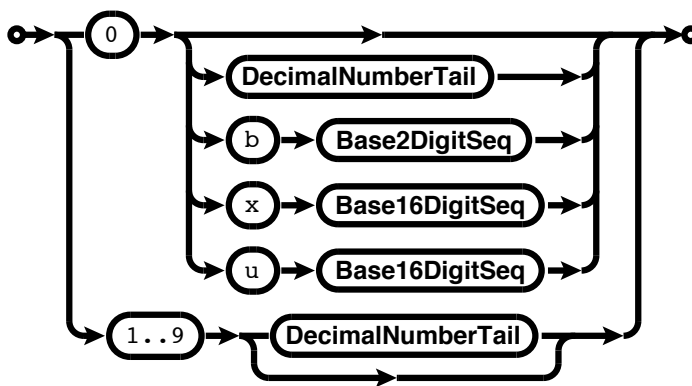 0
DecimalNumberTail
b Base2DigitSeq
x Base16DigitSeq
u Base16DigitSeq
1..9 DecimalNumberTail